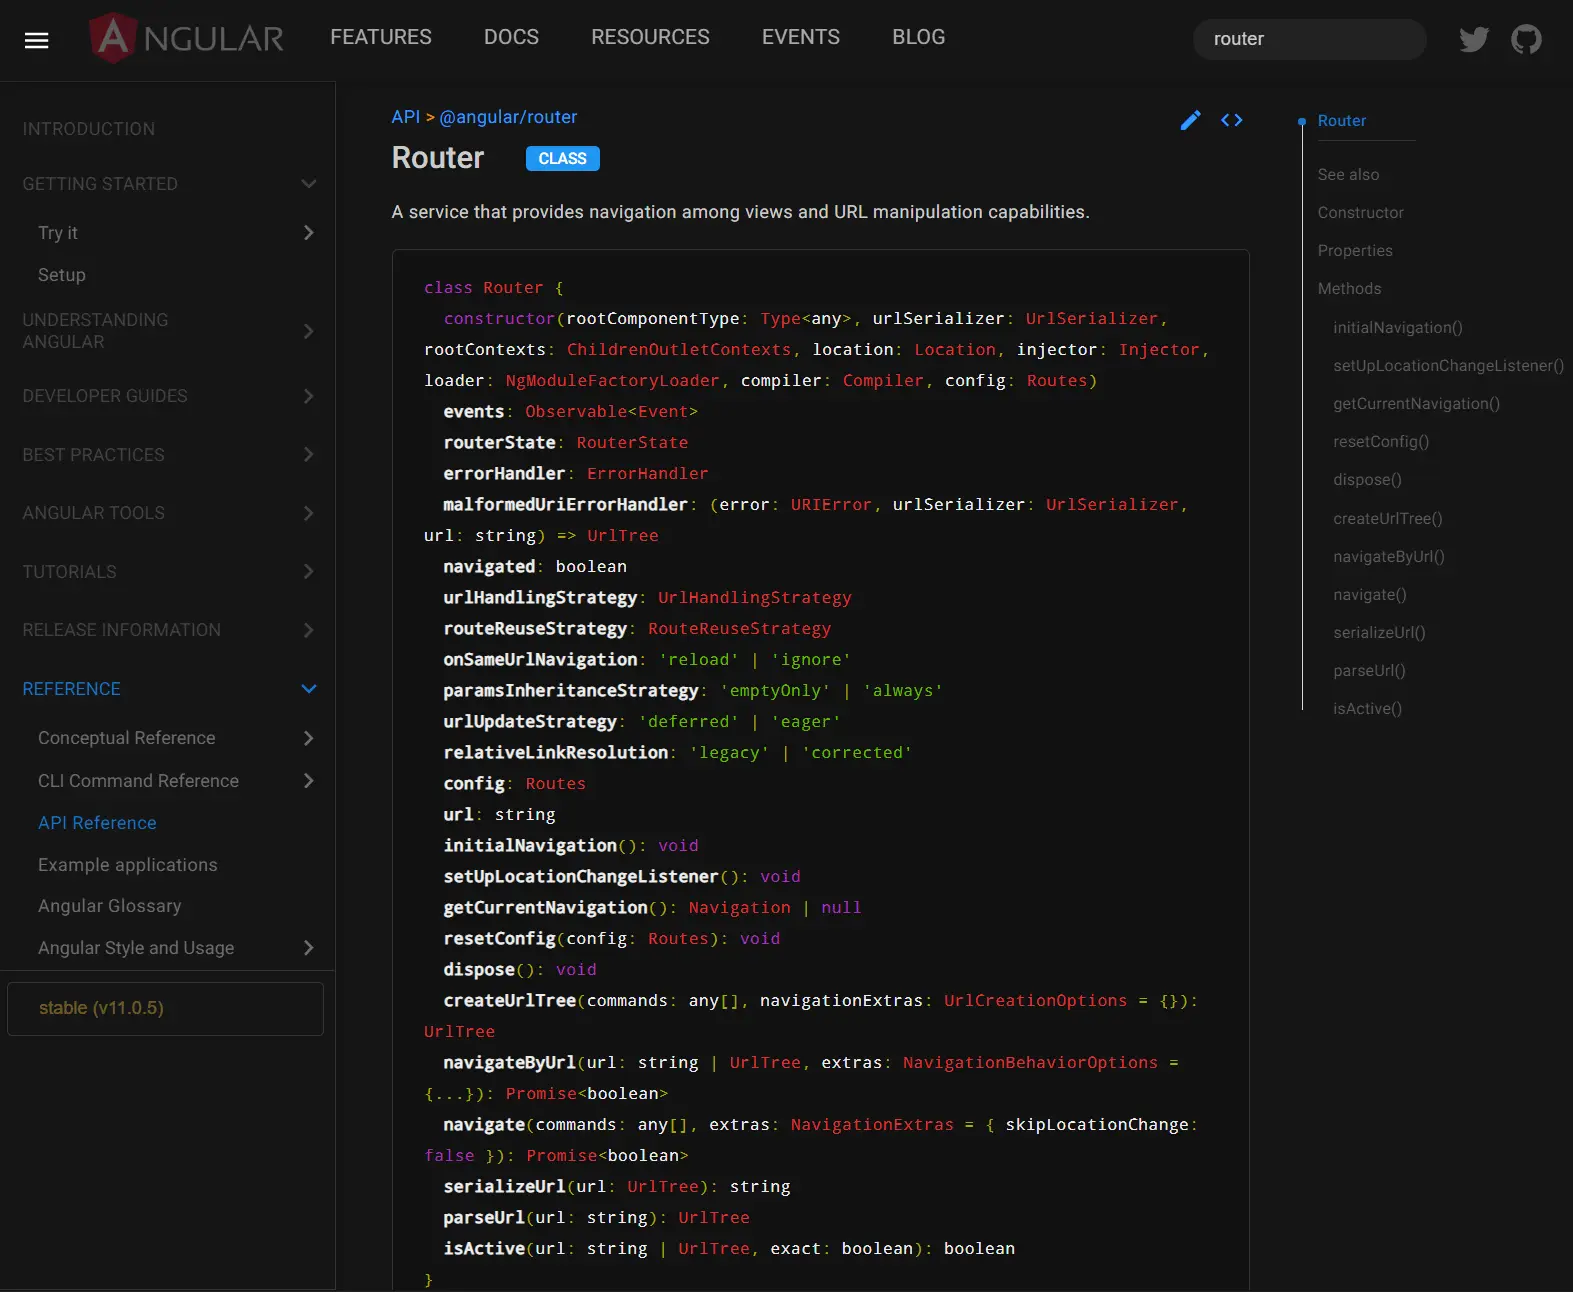 ANGULAR
FEATURES
DOCS
RESOURCES
EVENTS
BLOG
router
INTRODUCTION
GETTING STARTED
Try it
Setup
UNDERSTANDING
ANGULAR
DEVELOPER GUIDES
BEST PRACTICES
ANGULAR TOOLS
TUTORIALS
RELEASE INFORMATION
REFERENCE
Conceptual Reference
CLI Command Reference
API Reference
Example applications
Angular Glossary
Angular Style and Usage
stable (v11.0.5)
API > @angular/router
Router CLASS
A service that provides navigation among views and URL manipulation capabilities.
class Router {
constructor(rootComponentType: Type<any>, urlSerializer: UrlSerializer,
rootContexts: ChildrenOutletContexts, location: Location, injector: Injector,
loader: NgModuleFactoryLoader, compiler: Compiler, config: Routes)
events: Observable<Event>
routerState: RouterState
errorHandler: ErrorHandler
malformedUriErrorHandler: (error: URIError, urlSerializer: UrlSerializer,
url: string) => UrlTree
navigated: boolean
urlHandlingStrategy: UrlHandlingStrategy
routeReuseStrategy: RouteReuseStrategy
onSameUrlNavigation: 'reload' | 'ignore'
paramsInheritanceStrategy: 'emptyOnly' | 'always'
urlUpdateStrategy: 'deferred' | 'eager'
relativeLinkResolution: 'legacy' | 'corrected'
config: Routes
url: string
initialNavigation(): void
setUpLocationChangeListener(): void
getCurrentNavigation(): Navigation | null
resetConfig(config: Routes): void
dispose(): void
createUrlTree(commands: any[], navigationExtras: UrlCreationOptions = {}):
UrlTree
navigateByUrl(url: string | UrlTree, extras: NavigationBehaviorOptions =
{...}): Promise<boolean>
navigate(commands: any[], extras: NavigationExtras = { skipLocationChange:
false }): Promise<boolean>
serializeUrl(url: UrlTree): string
parseUrl(url: string): UrlTree
isActive(url: string | UrlTree, exact: boolean): boolean
}
Router
See also
Constructor
Properties
Methods
initialNavigation()
setUpLocationChangeListener()
getCurrentNavigation()
resetConfig()
dispose()
createUrlTree()
navigateByUrl()
navigate()
serializeUrl()
parseUrl()
isActive()